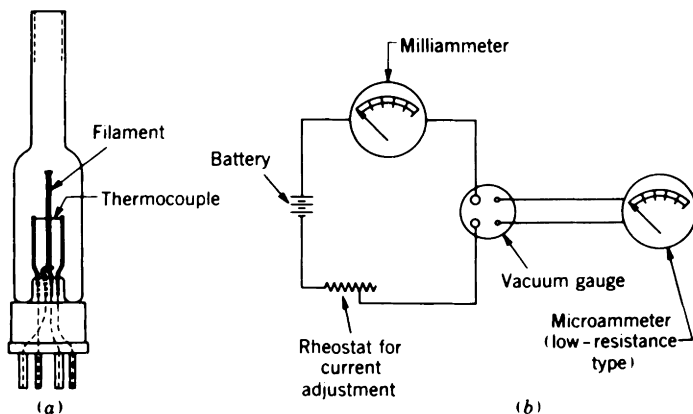 Filament
Thermocouple
(a)
Milliammeter
Battery
Vacuum gauge
Rheostat for
current
adjustment
Microammeter
(low-resistance
type)
(b)